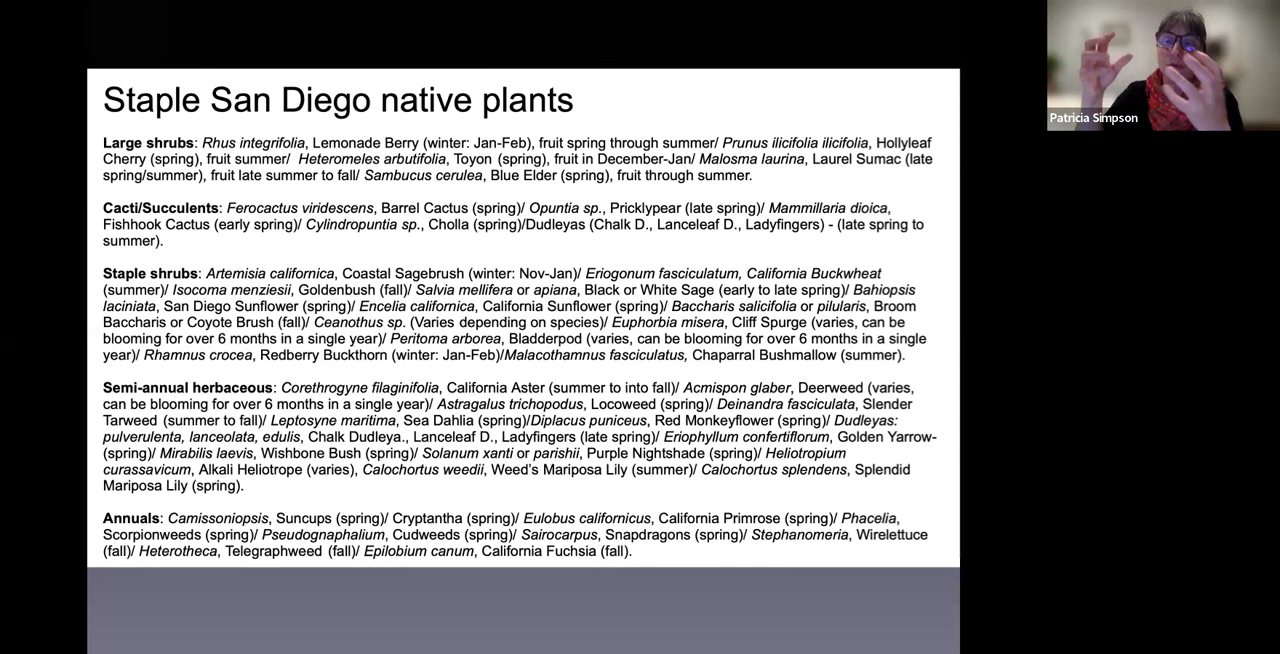 Staple San Diego native plants
Large shrubs: Rhus integrifolia, Lemonade Berry (winter: Jan-Feb), fruit spring through summer/ Prunus ilicifolia ilicifolia, Hollyleaf
Cherry (spring), fruit summer/ Heteromeles arbutifolia, Toyon (spring), fruit in December-Jan/ Malosma laurina, Laurel Sumac (late
spring/summer), fruit late summer to fall/ Sambucus cerulea, Blue Elder (spring), fruit through summer.
Cacti/Succulents: Ferocactus viridescens, Barrel Cactus (spring)/ Opuntia sp., Pricklypear (late spring)/ Mammillaria dioica,
Fishhook Cactus (early spring)/ Cylindropuntia sp., Cholla (spring)/Dudleyas (Chalk D., Lanceleaf D., Ladyfingers) - (late spring to
summer).
Staple shrubs: Artemisia californica, Coastal Sagebrush (winter: Nov-Jan)/ Eriogonum fasciculatum, California Buckwheat
(summer)/ Isocoma menziesii, Goldenbush (fall)/ Salvia mellifera or apiana, Black or White Sage (early to late spring)/ Bahiopsis
laciniata, San Diego Sunflower (spring)/ Encelia californica, California Sunflower (spring)/ Baccharis salicifolia or pilularis, Broom
Baccharis or Coyote Brush (fall)/ Ceanothus sp. (Varies depending on species)/ Euphorbia misera, Cliff Spurge (varies, can be
blooming for over 6 months in a single year)/ Peritoma arborea, Bladderpod (varies, can be blooming for over 6 months in a single
year)/ Rhamnus crocea, Redberry Buckthorn (winter: Jan-Feb)/Malacothamnus fasciculatus, Chaparral Bushmallow (summer).
Semi-annual herbaceous: Corethrogyne filaginifolia, California Aster (summer to into fall)/ Acmispon glaber, Deerweed (varies,
can be blooming for over 6 months in a single year)/ Astragalus trichopodus, Locoweed (spring)/ Deinandra fasciculata, Slender
Tarweed (summer to fall)/ Leptosyne maritima, Sea Dahlia (spring)/Diplacus puniceus, Red Monkeyflower (spring)/ Dudleyas:
pulverulenta, lanceolata, edulis, Chalk Dudleya., Lanceleaf D., Ladyfingers (late spring)/ Eriophyllum confertiflorum, Golden Yarrow-
(spring)/ Mirabilis laevis, Wishbone Bush (spring)/ Solanum xanti or parishii, Purple Nightshade (spring)/ Heliotropium
curassavicum, Alkali Heliotrope (varies), Calochortus weedii, Weed's Mariposa Lily (summer)/ Calochortus splendens, Splendid
Mariposa Lily (spring).
Annuals: Camissoniopsis, Suncups (spring)/ Cryptantha (spring)/ Eulobus californicus, California Primrose (spring)/ Phacelia,
Scorpionweeds (spring)/ Pseudognaphalium, Cudweeds (spring)/ Sairocarpus, Snapdragons (spring)/ Stephanomeria, Wirelettuce
(fall)/ Heterotheca, Telegraphweed (fall)/ Epilobium canum, California Fuchsia (fall).
Patricia Simpson